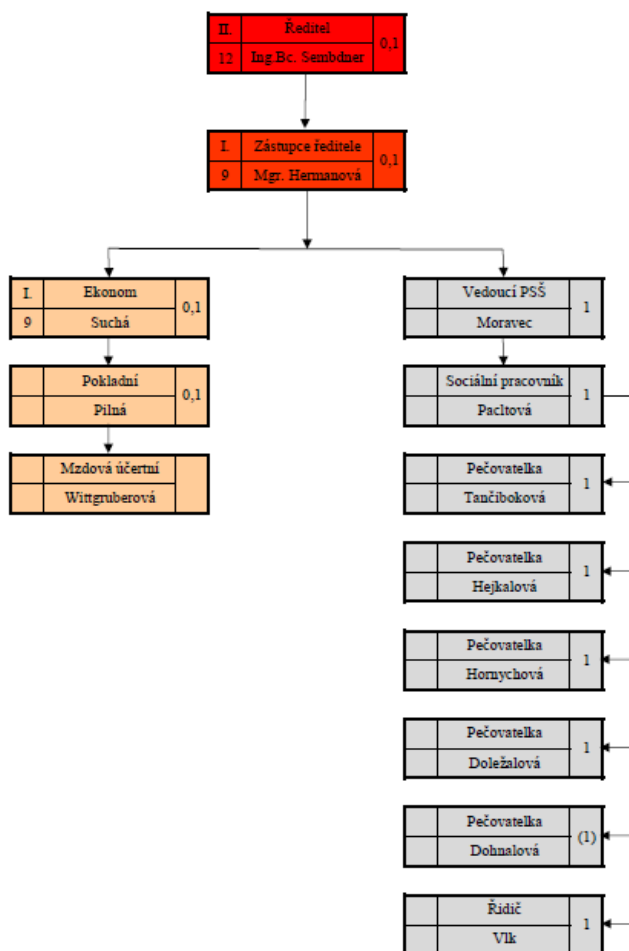 II. Ředitel 0,1
12 Ing.Bc. Sembdner
I. Zástupce ředitele 0,1
9 Mgr. Hermanová
I. Ekonom 0,1
9 Suchá
Pokladní 0,1
Pilná
Mzdová účertní
Wittgruberová
Vedoucí PSŠ 1
Moravec
Sociální pracovník 1
Pacltová
Pečovatelka 1
Tančiboková
Pečovatelka 1
Hejkalová
Pečovatelka 1
Hornychová
Pečovatelka 1
Doležalová
Pečovatelka (1)
Dohnalová
Řidič 1
Vlk